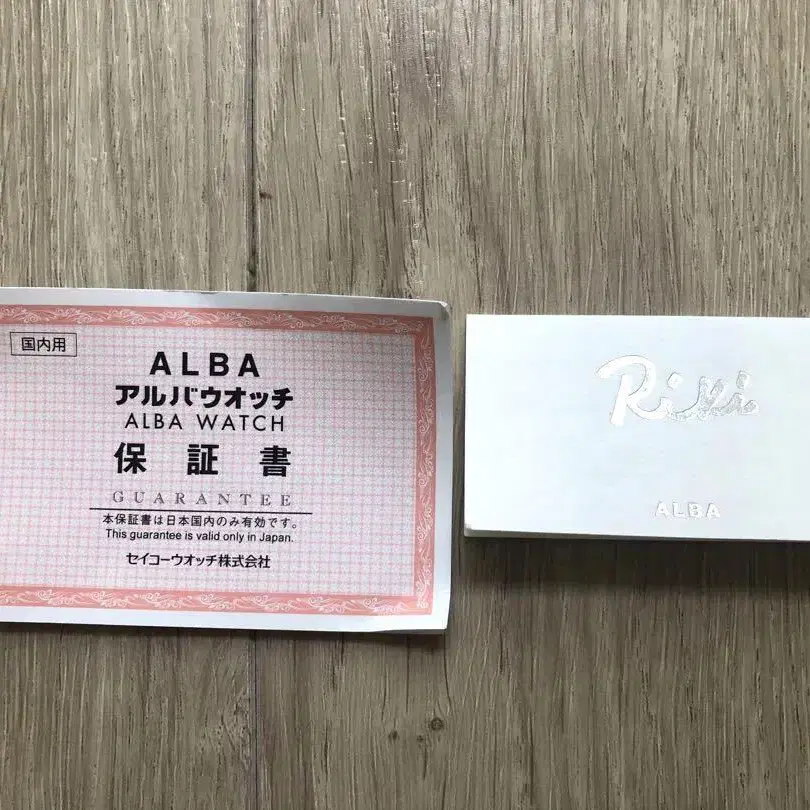 国内用
ALBA
アルバウオッチ
ALBA WATCH
保証書
GUARANTEE
本保証書は日本国内のみ有効です。
This guarantee is valid only in Japan.
セイコーウオッチ株式会社
Riki
ALBA